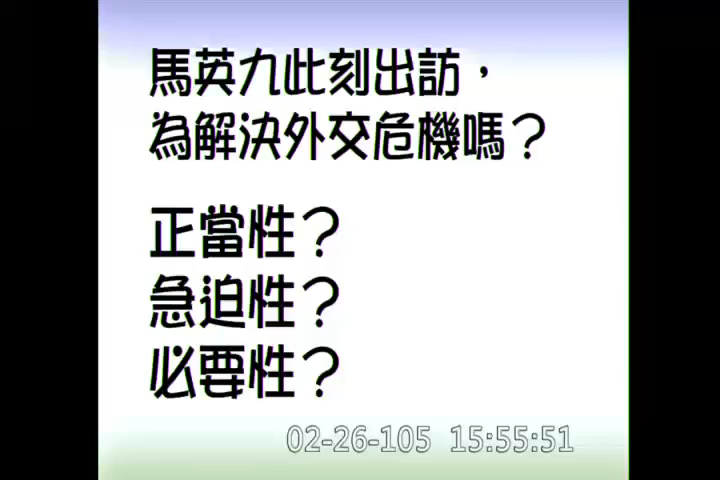 馬英九此刻出訪，
為解決外交危機嗎？
正當性？
急迫性？
必要性？
02-26-105 15:55:51